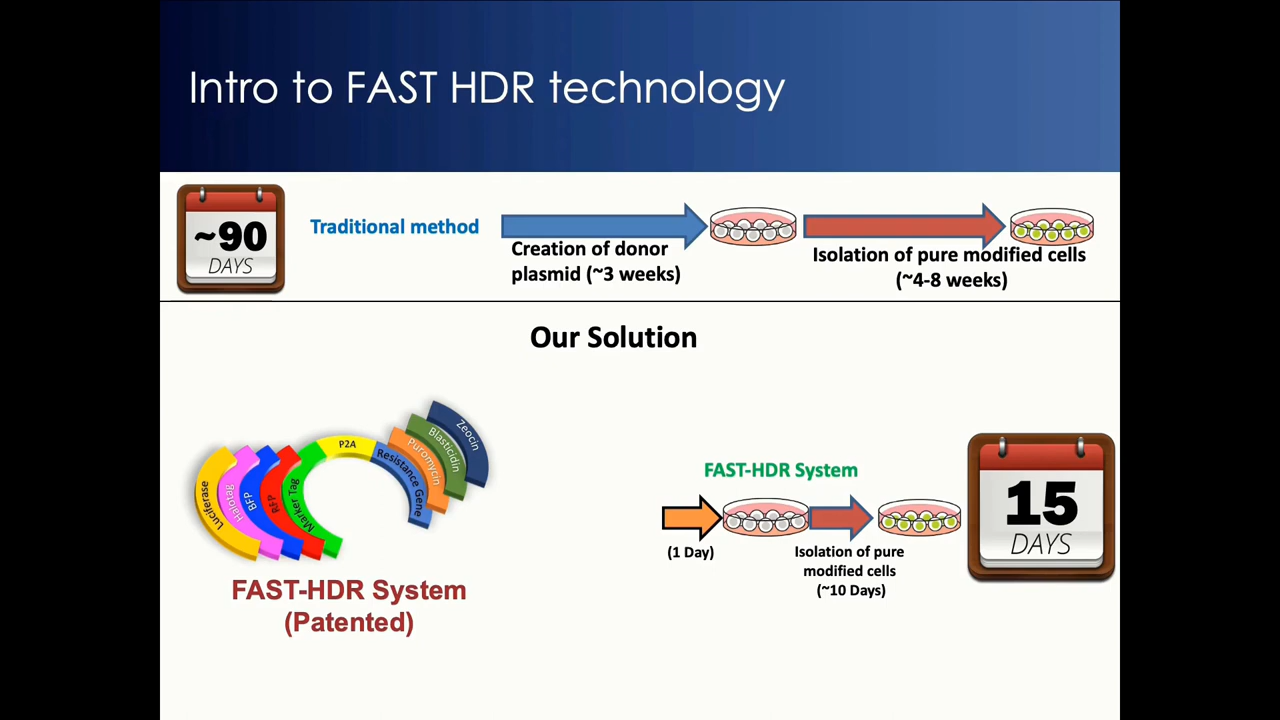 Intro to FAST HDR technology
~90
DAYS
Traditional method
Creation of donor
plasmid (~3 weeks)
Isolation of pure modified cells
(~4-8 weeks)
Our Solution
Luciferase
Halotag
BFP
RFP
Marker Tag
P2A
Resistance Gene
Puromycin
Blasticidin
Zeocin
FAST-HDR System
(Patented)
FAST-HDR System
(1 Day)
Isolation of pure
modified cells
(~10 Days)
15
DAYS